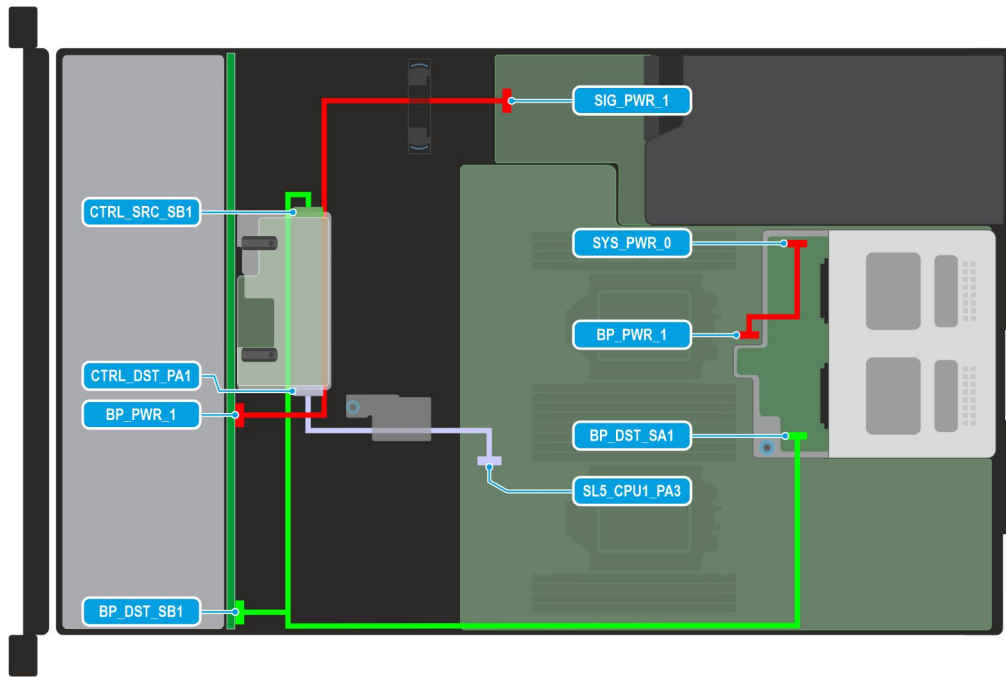 SIG_PWR_1
CTRL_SRC_SB1
SYS_PWR_0
BP_PWR_1
CTRL_DST_PA1
BP_PWR_1
BP_DST_SA1
SL5_CPU1_PA3
BP_DST_SB1